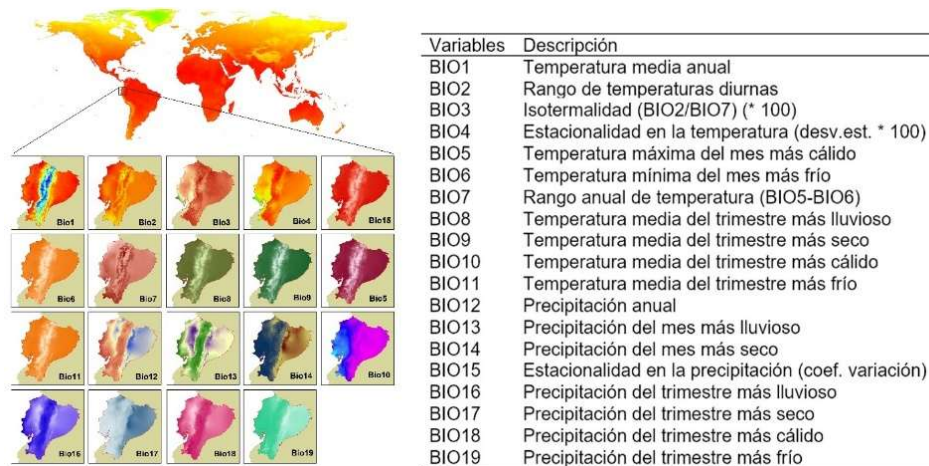 Bio1 Bio2 Bio3 Bio4 Bio15
Bio6 Bio7 Bio8 Bio9 Bio5
Bio11 Bio12 Bio13 Bio14 Bio10
Bio16 Bio17 Bio18 Bio19
Variables Descripción
BIO1 Temperatura media anual
BIO2 Rango de temperaturas diurnas
BIO3 Isotermalidad (BIO2/BIO7) (* 100)
BIO4 Estacionalidad en la temperatura (desv.est. * 100)
BIO5 Temperatura máxima del mes más cálido
BIO6 Temperatura mínima del mes más frío
BIO7 Rango anual de temperatura (BIO5-BIO6)
BIO8 Temperatura media del trimestre más lluvioso
BIO9 Temperatura media del trimestre más seco
BIO10 Temperatura media del trimestre más cálido
BIO11 Temperatura media del trimestre más frío
BIO12 Precipitación anual
BIO13 Precipitación del mes más lluvioso
BIO14 Precipitación del mes más seco
BIO15 Estacionalidad en la precipitación (coef. variación)
BIO16 Precipitación del trimestre más lluvioso
BIO17 Precipitación del trimestre más seco
BIO18 Precipitación del trimestre más cálido
BIO19 Precipitación del trimestre más frío